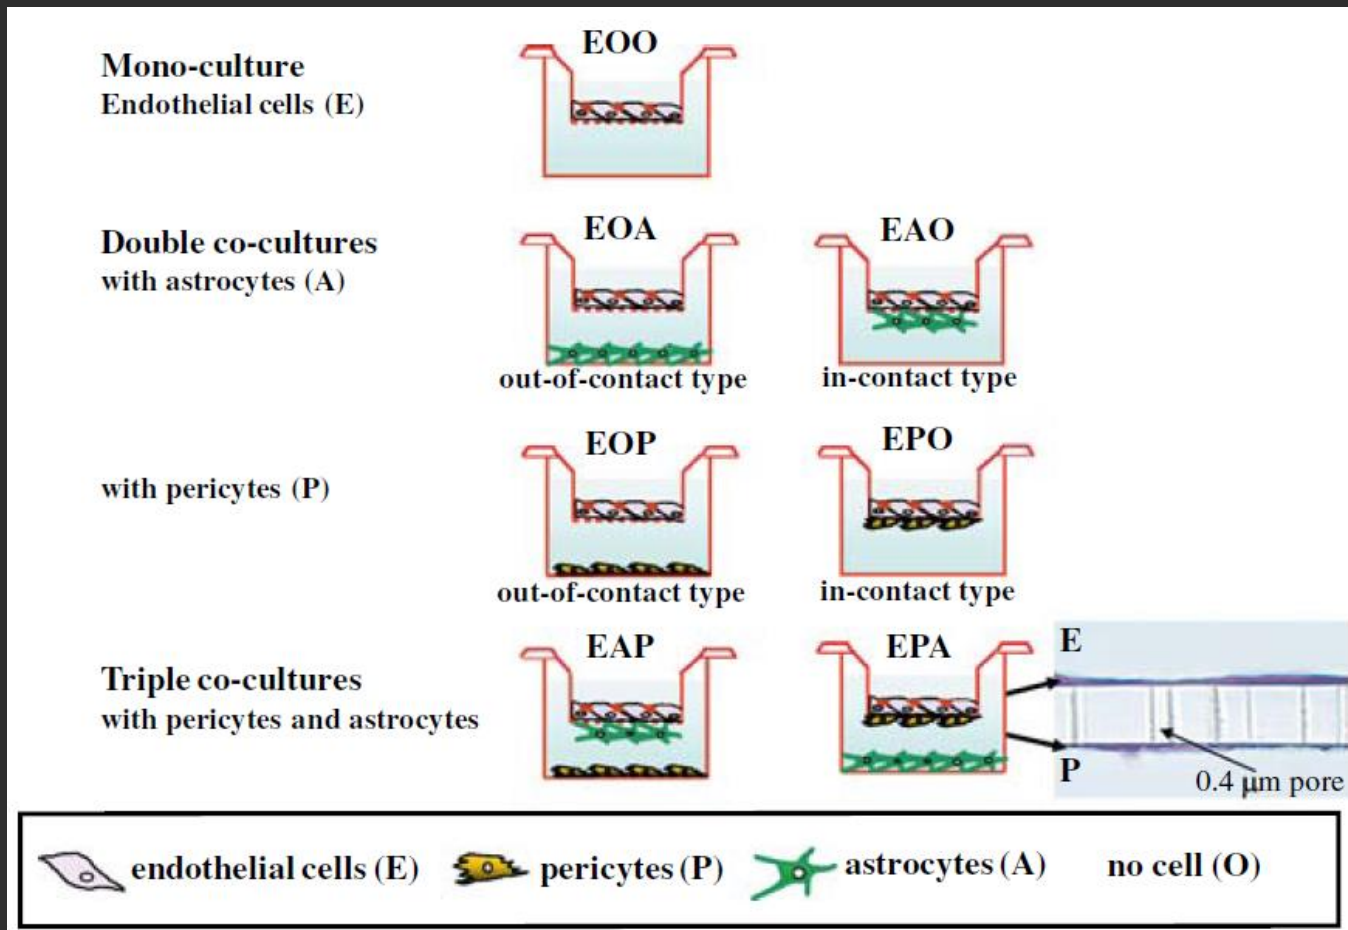 EOO
Mono-culture
Endothelial cells (E)
EOA
EAO
Double co-cultures
with astrocytes (A)
out-of-contact type
in-contact type
EOP
EPO
with pericytes (P)
out-of-contact type
in-contact type
EAP
EPA
E
Triple co-cultures
with pericytes and astrocytes
P
0.4 μm pore
endothelial cells (E)
pericytes (P)
astrocytes (A)
no cell (O)